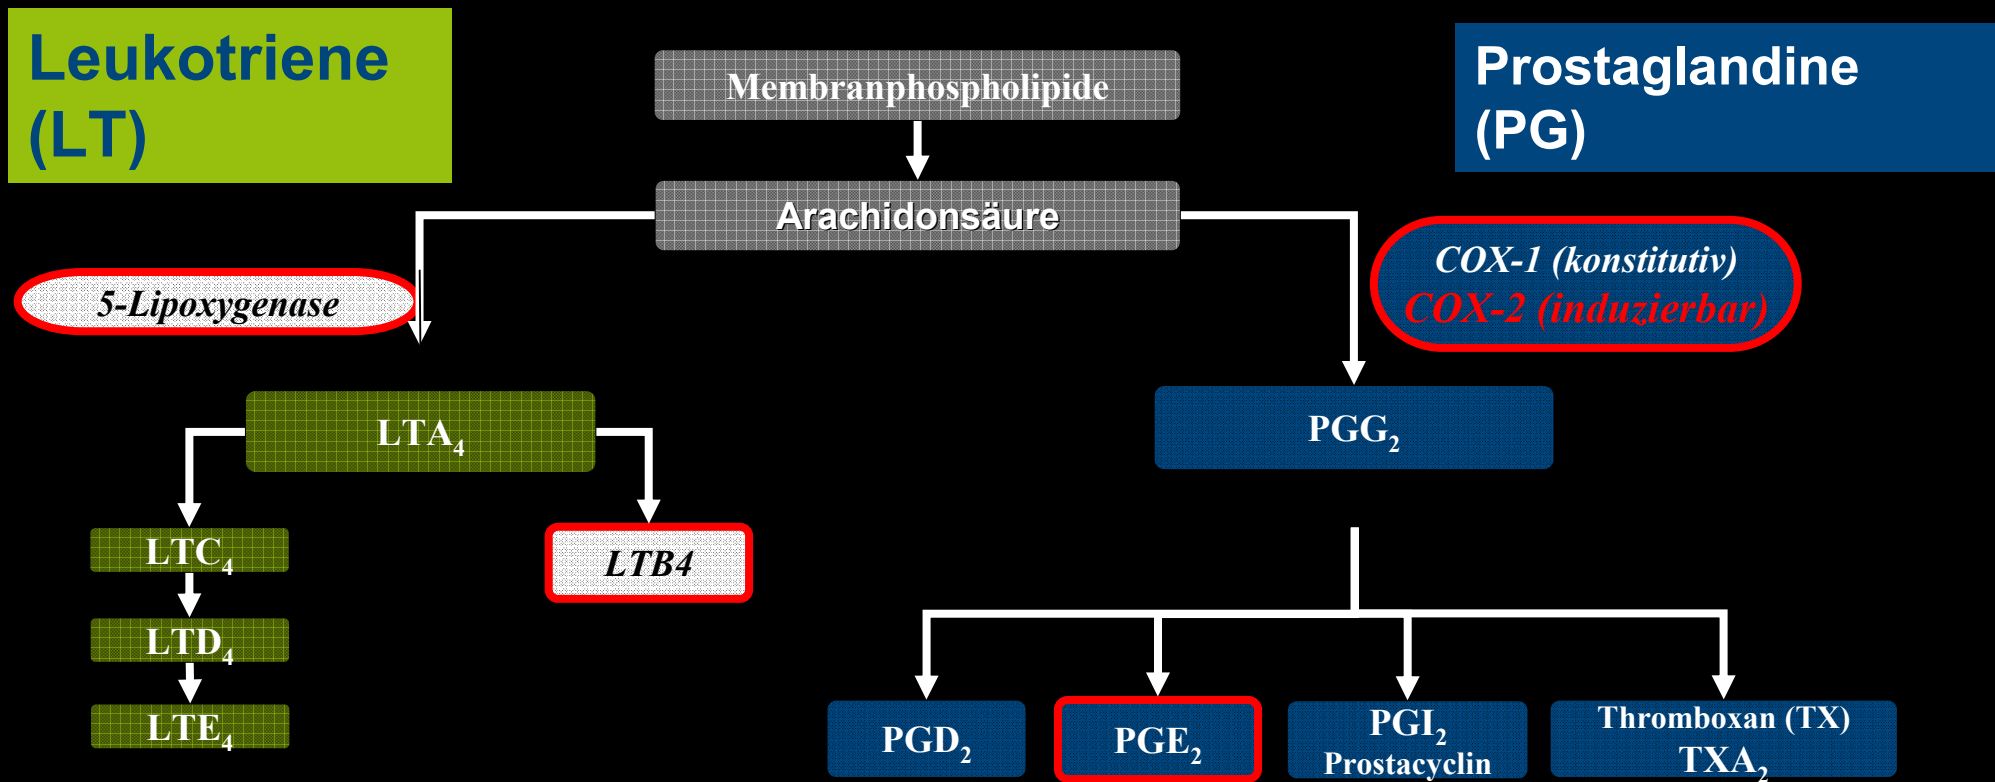 Leukotriene
(LT)
Membranphospholipide
Prostaglandine
(PG)
Arachidonsäure
5-Lipoxygenase
COX-1 (konstitutiv)
COX-2 (induzierbar)
LTA₄
PGG₂
LTC₄
LTB4
LTD₄
LTE₄
PGD₂
PGE₂
PGI₂
Prostacyclin
Thromboxan (TX)
TXA₂